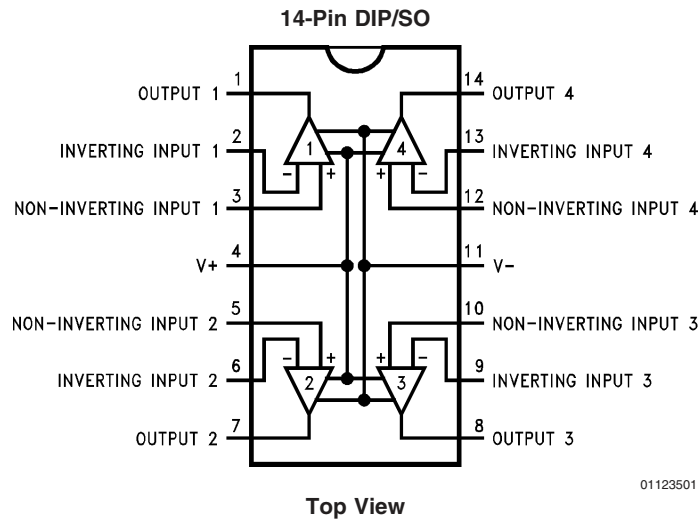 14-Pin DIP/SO
1 14
OUTPUT 1 OUTPUT 4
2 13
INVERTING INPUT 1 1 4 INVERTING INPUT 4
- + + -
3 12
NON-INVERTING INPUT 1 NON-INVERTING INPUT 4
4 11
V+ V-
5 10
NON-INVERTING INPUT 2 NON-INVERTING INPUT 3
- + + -
6 9
INVERTING INPUT 2 2 3 INVERTING INPUT 3
7 8
OUTPUT 2 OUTPUT 3
01123501
Top View